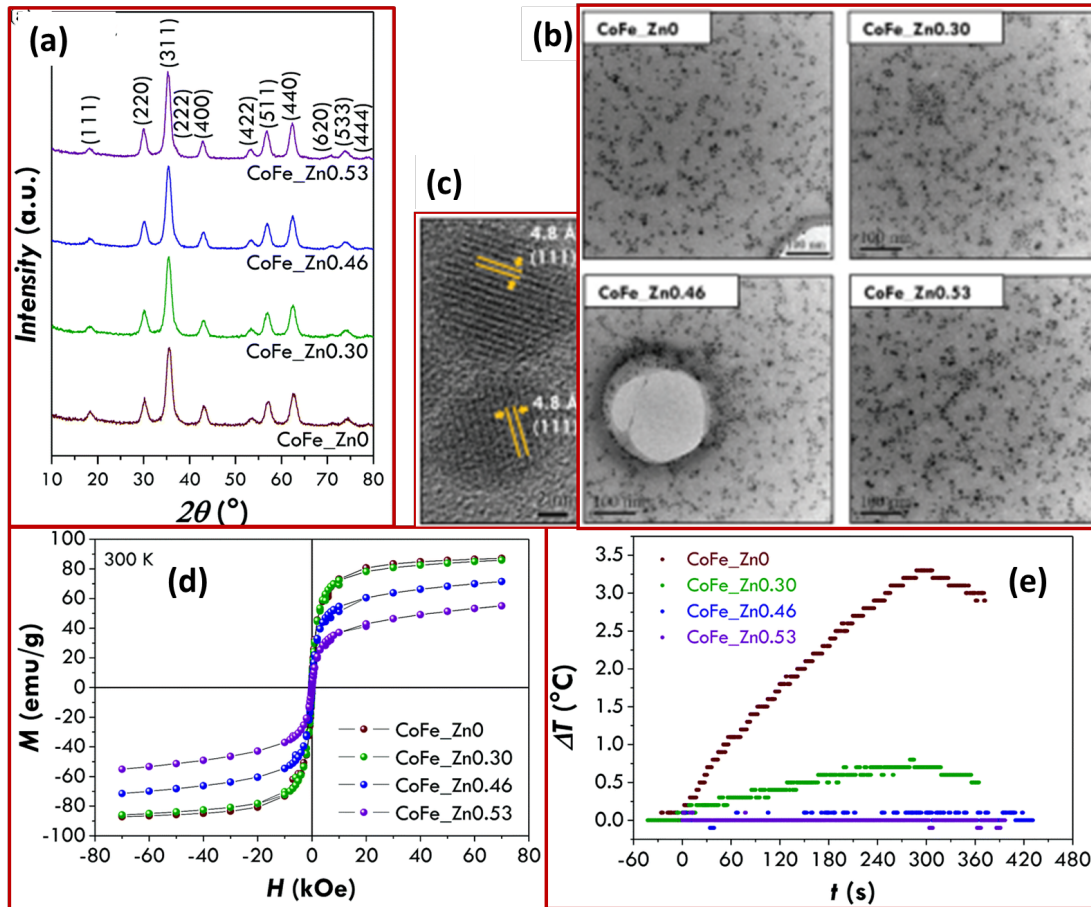 (a)
(111)
(220)
(311)
(222)
(400)
(422)
(511)
(440)
(620)
(533)
(444)
CoFe_Zn0.53
CoFe_Zn0.46
CoFe_Zn0.30
CoFe_Zn0
Intensity (a.u.)
10 20 30 40 50 60 70 80
2θ (°)
(b)
CoFe_Zn0
100 nm
CoFe_Zn0.30
100 nm
CoFe_Zn0.46
100 nm
CoFe_Zn0.53
100 nm
(c)
4.8 Å
(111)
4.8 Å
(111)
2 nm
(d)
300 K
100
80
60
40
20
0
-20
-40
-60
-80
-100
M (emu/g)
CoFe_Zn0
CoFe_Zn0.30
CoFe_Zn0.46
CoFe_Zn0.53
-80 -60 -40 -20 0 20 40 60 80
H (kOe)
(e)
CoFe_Zn0
CoFe_Zn0.30
CoFe_Zn0.46
CoFe_Zn0.53
3.5
3.0
2.5
2.0
1.5
1.0
0.5
0.0
ΔT (°C)
-60 0 60 120 180 240 300 360 420 480
t (s)